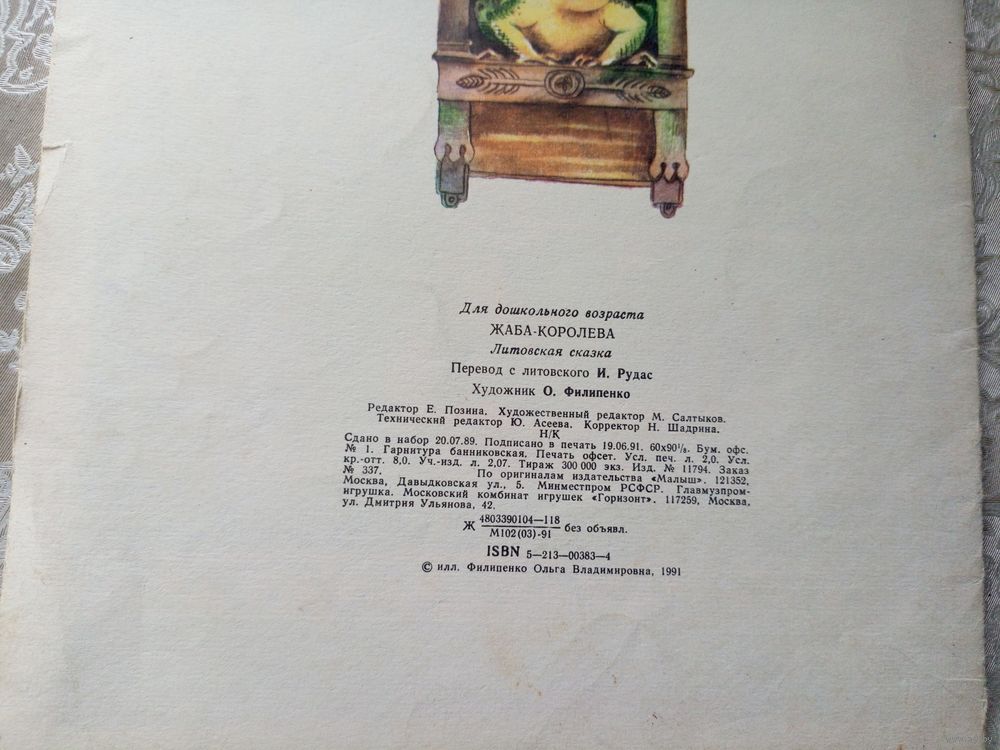 Для дошкольного возраста
ЖАБА-КОРОЛЕВА
Литовская сказка
Перевод с литовского И. Рудас
Художник О. Филипенко
Редактор Е. Позина. Художественный редактор М. Салтыков.
Технический редактор Ю. Асеева. Корректор Н. Шадрина.
Н/К
Сдано в набор 20.07.89. Подписано в печать 19.06.91. 60х90⅛. Бум. офс.
№ 1. Гарнитура банниковская. Печать офсет. Усл. печ. л. 2,0. Усл.
кр.-отт. 8,0. Уч.-изд. л. 2,07. Тираж 300 000 экз. Изд. № 11794. Заказ
№ 337. По оригиналам издательства «Малыш». 121352,
Москва, Давыдковская ул., 5. Минместпром РСФСР. Главмузпром-
игрушка. Московский комбинат игрушек «Горизонт». 117259, Москва,
ул. Дмитрия Ульянова, 42.
Ж 4803390104—118 без объявл.
М102(03)-91
ISBN 5—213—00383—4
© илл. Филипенко Ольга Владимировна, 1991